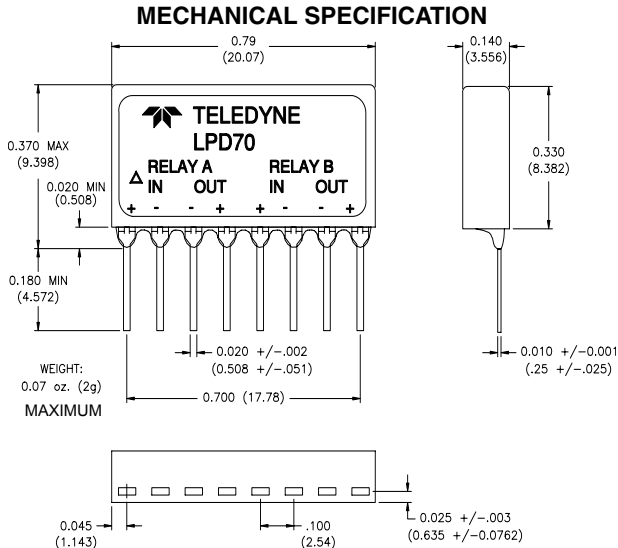 MECHANICAL SPECIFICATION
0.79
(20.07)
0.140
(3.556)
TELEDYNE
LPD70
0.370 MAX
(9.398)
0.330
(8.382)
RELAY A RELAY B
Δ IN OUT IN OUT
0.020 MIN
(0.508)
+ - - + + - - +
0.180 MIN
(4.572)
0.020 +/-.002
(0.508 +/-.051)
0.010 +/-0.001
(.25 +/-.025)
WEIGHT:
0.07 oz. (2g)
MAXIMUM
0.700 (17.78)
0.045
(1.143)
.100
(2.54)
0.025 +/-.003
(0.635 +/-0.0762)